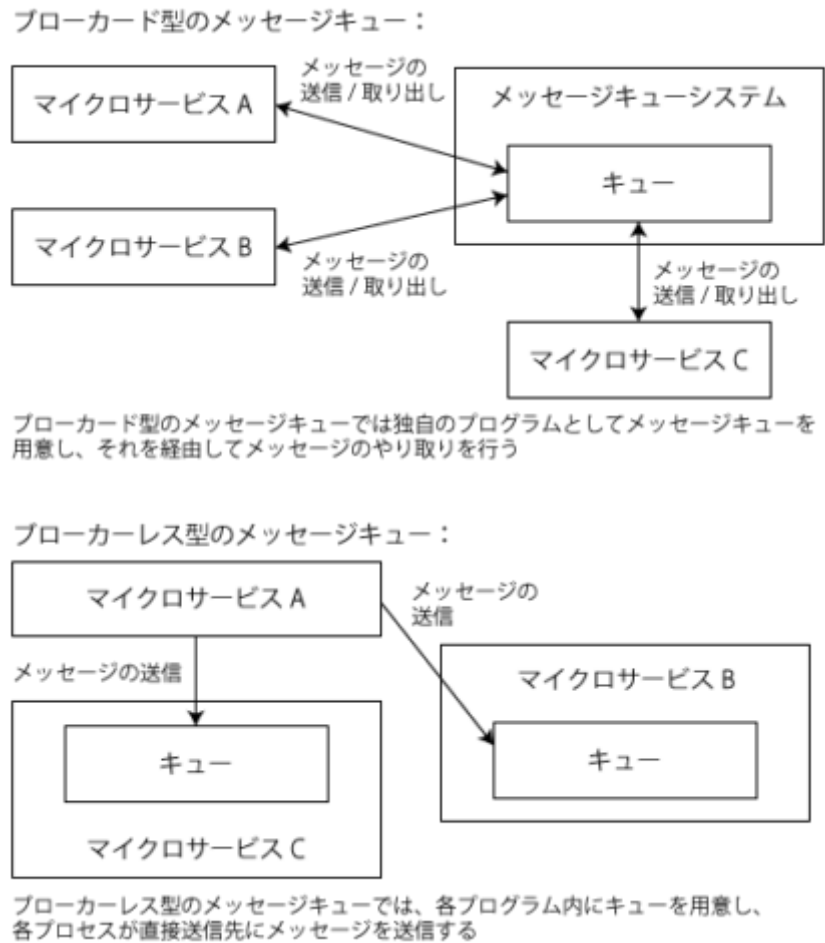 ブローカード型のメッセージキュー：
メッセージの
送信 / 取り出し
マイクロサービス A
メッセージキューシステム
キュー
マイクロサービス B
メッセージの
送信 / 取り出し
メッセージの
送信 / 取り出し
マイクロサービス C
ブローカード型のメッセージキューでは独自のプログラムとしてメッセージキューを
用意し、それを経由してメッセージのやり取りを行う
ブローカーレス型のメッセージキュー：
マイクロサービス A
メッセージの
送信
メッセージの送信
マイクロサービス B
キュー
キュー
マイクロサービス C
ブローカーレス型のメッセージキューでは、各プログラム内にキューを用意し、
各プロセスが直接送信先にメッセージを送信する